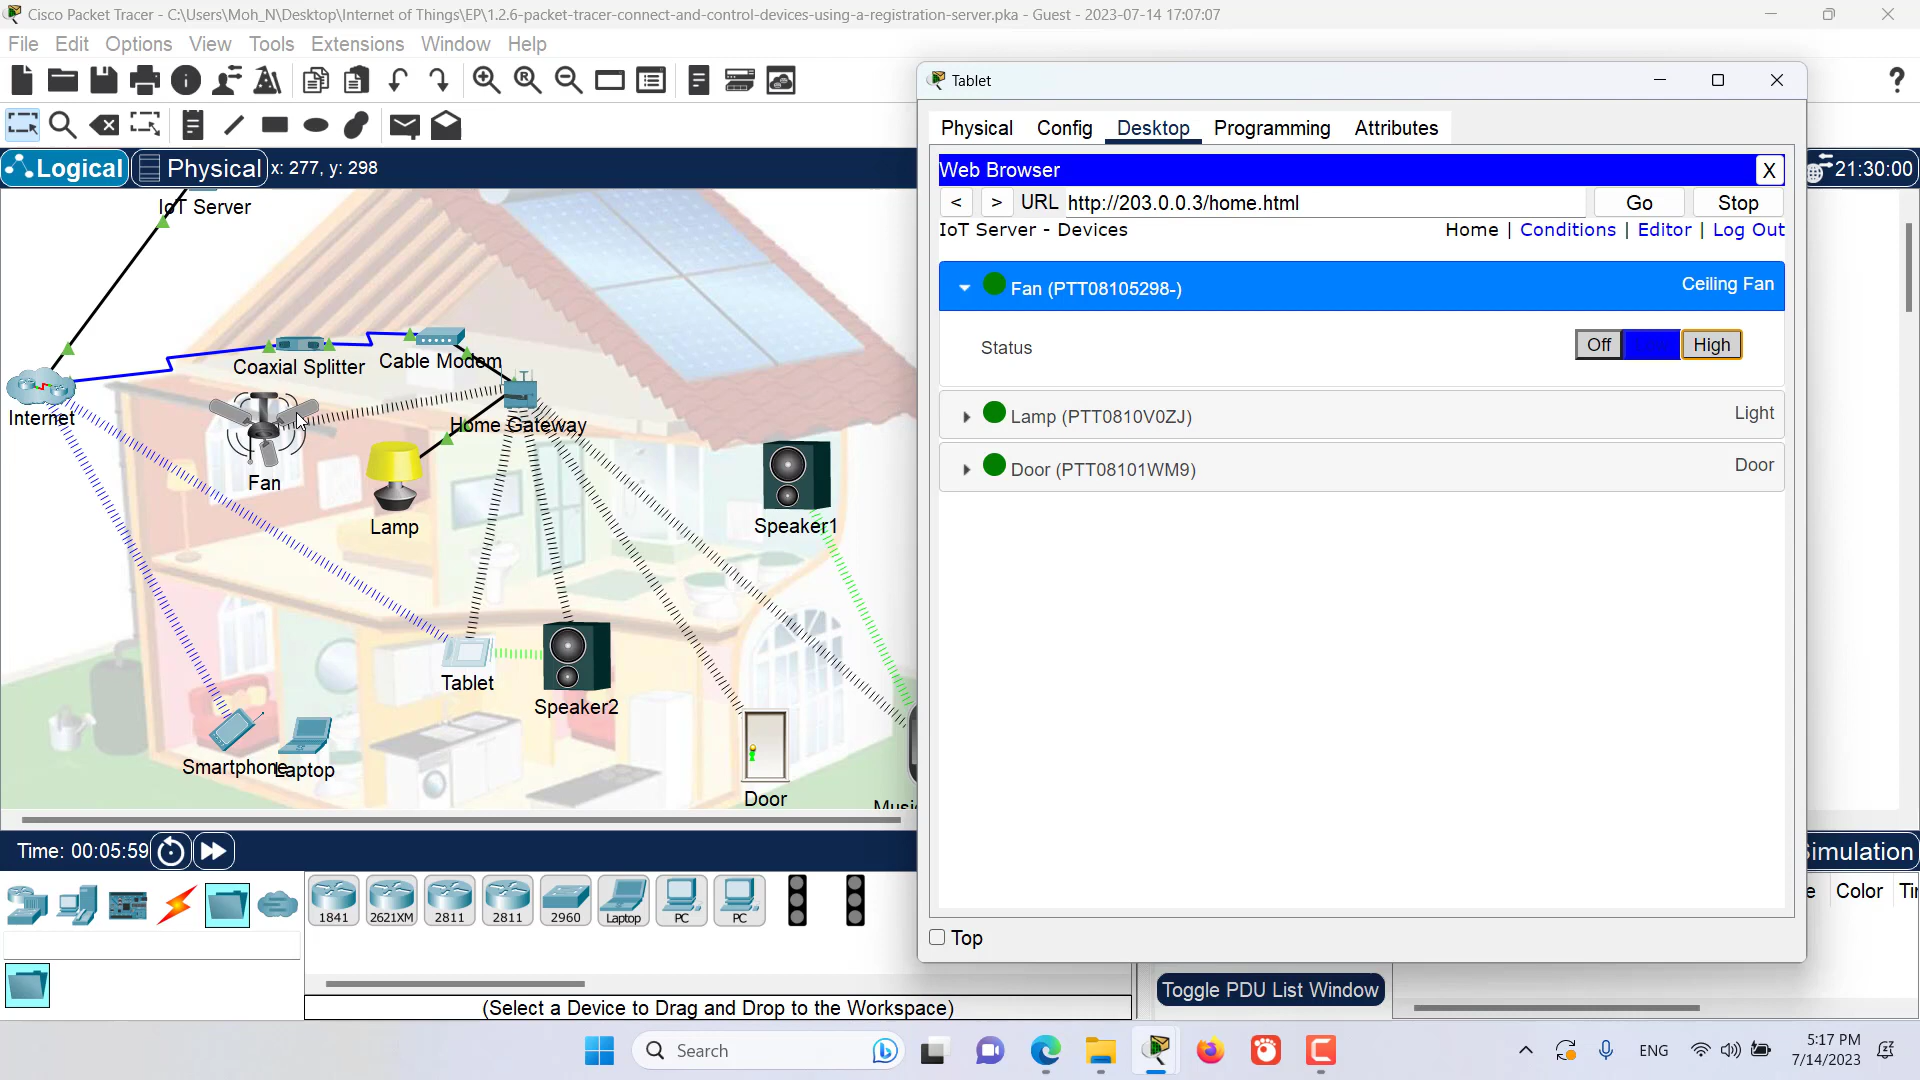 Cisco Packet Tracer - C:\Users\Moh_N\Desktop\Internet of Things\EP\1.2.6-packet-tracer-connect-and-control-devices-using-a-registration-server.pka - Guest - 2023-07-14 17:07:07
File Edit Options View Tools Extensions Window Help
Logical Physical x: 277, y: 298
21:30:00
IoT Server
Coaxial Splitter
Cable Modem
Internet
Home Gateway
Fan
Lamp
Speaker1
Tablet
Speaker2
Smartphone
Laptop
Door
Tablet
Physical Config Desktop Programming Attributes
Web Browser X
< > URL http://203.0.0.3/home.html Go Stop
IoT Server - Devices Home | Conditions | Editor | Log Out
Fan (PTT08105298-) Ceiling Fan
Status Off High
Lamp (PTT0810V0ZJ) Light
Door (PTT08101WM9) Door
Top
Time: 00:05:59
Simulation
1841 2621XM 2811 2811 2960 Laptop PC PC
Color
(Select a Device to Drag and Drop to the Workspace)
Toggle PDU List Window
Search
ENG
5:17 PM
7/14/2023